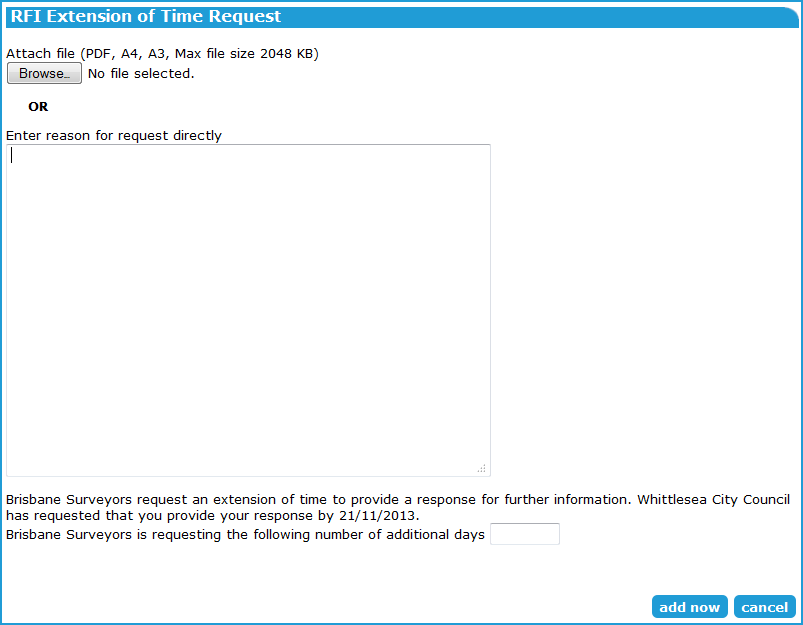 RFI Extension of Time Request
Attach file (PDF, A4, A3, Max file size 2048 KB)
Browse... No file selected.
OR
Enter reason for request directly
Brisbane Surveyors request an extension of time to provide a response for further information. Whittlesea City Council
has requested that you provide your response by 21/11/2013.
Brisbane Surveyors is requesting the following number of additional days
add now cancel